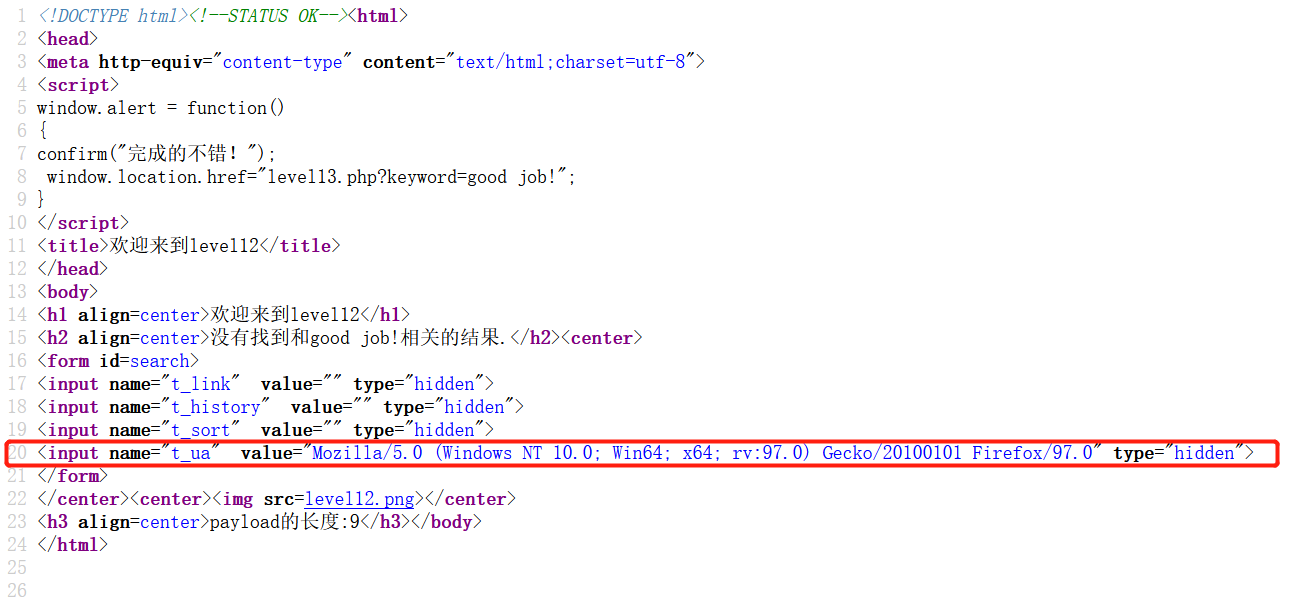 1 <!DOCTYPE html><!--STATUS OK--><html>
2 <head>
3 <meta http-equiv="content-type" content="text/html;charset=utf-8">
4 <script>
5 window.alert = function()
6 {
7 confirm("完成的不错！");
8  window.location.href="level13.php?keyword=good job!";
9 }
10 </script>
11 <title>欢迎来到level12</title>
12 </head>
13 <body>
14 <h1 align=center>欢迎来到level12</h1>
15 <h2 align=center>没有找到和good job!相关的结果.</h2><center>
16 <form id=search>
17 <input name="t_link"  value="" type="hidden">
18 <input name="t_history"  value="" type="hidden">
19 <input name="t_sort"  value="" type="hidden">
20 <input name="t_ua"  value="Mozilla/5.0 (Windows NT 10.0; Win64; x64; rv:97.0) Gecko/20100101 Firefox/97.0" type="hidden">
21 </form>
22 </center><center><img src=level12.png></center>
23 <h3 align=center>payload的长度:9</h3></body>
24 </html>
25
26